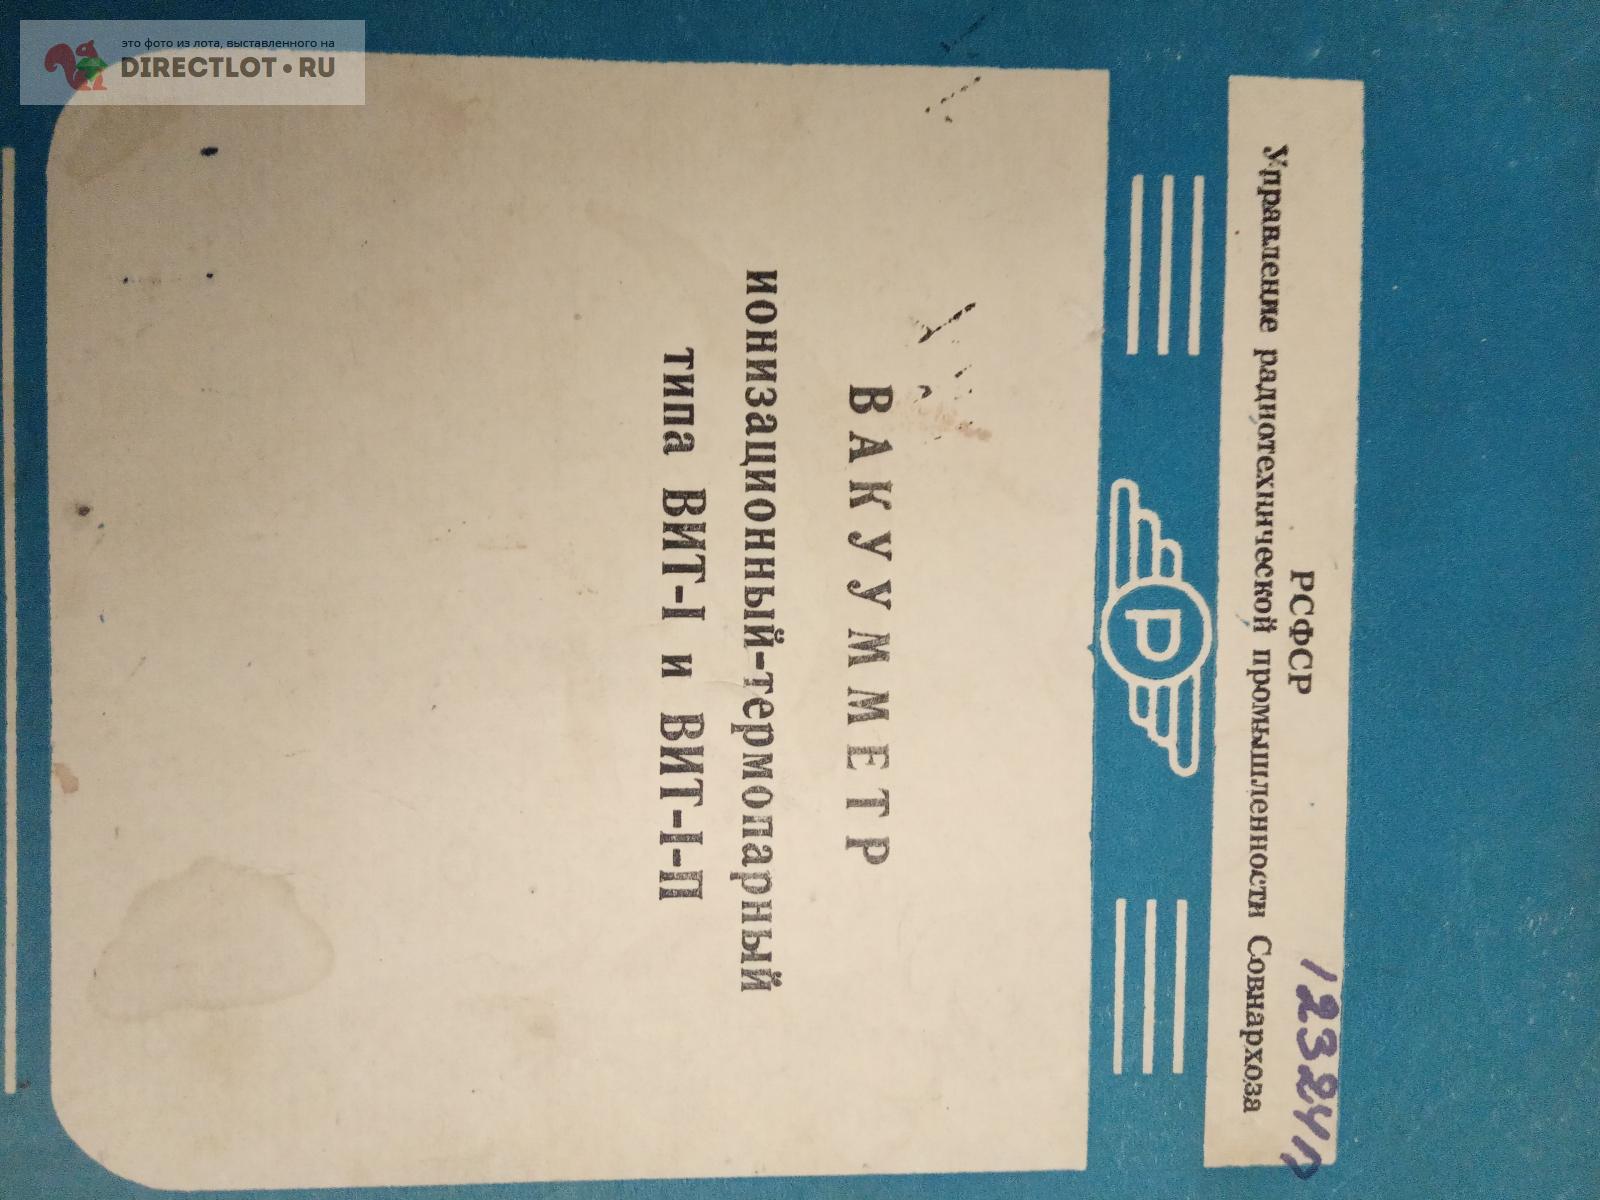 это фото из лота, выставленного на
DIRECTLOT•RU
РСФСР
Управление радиотехнической промышленности Совнархоза
Р
ВАКУУММЕТР
ионизационный-термопарный
типа ВИТ-I и ВИТ-I-П